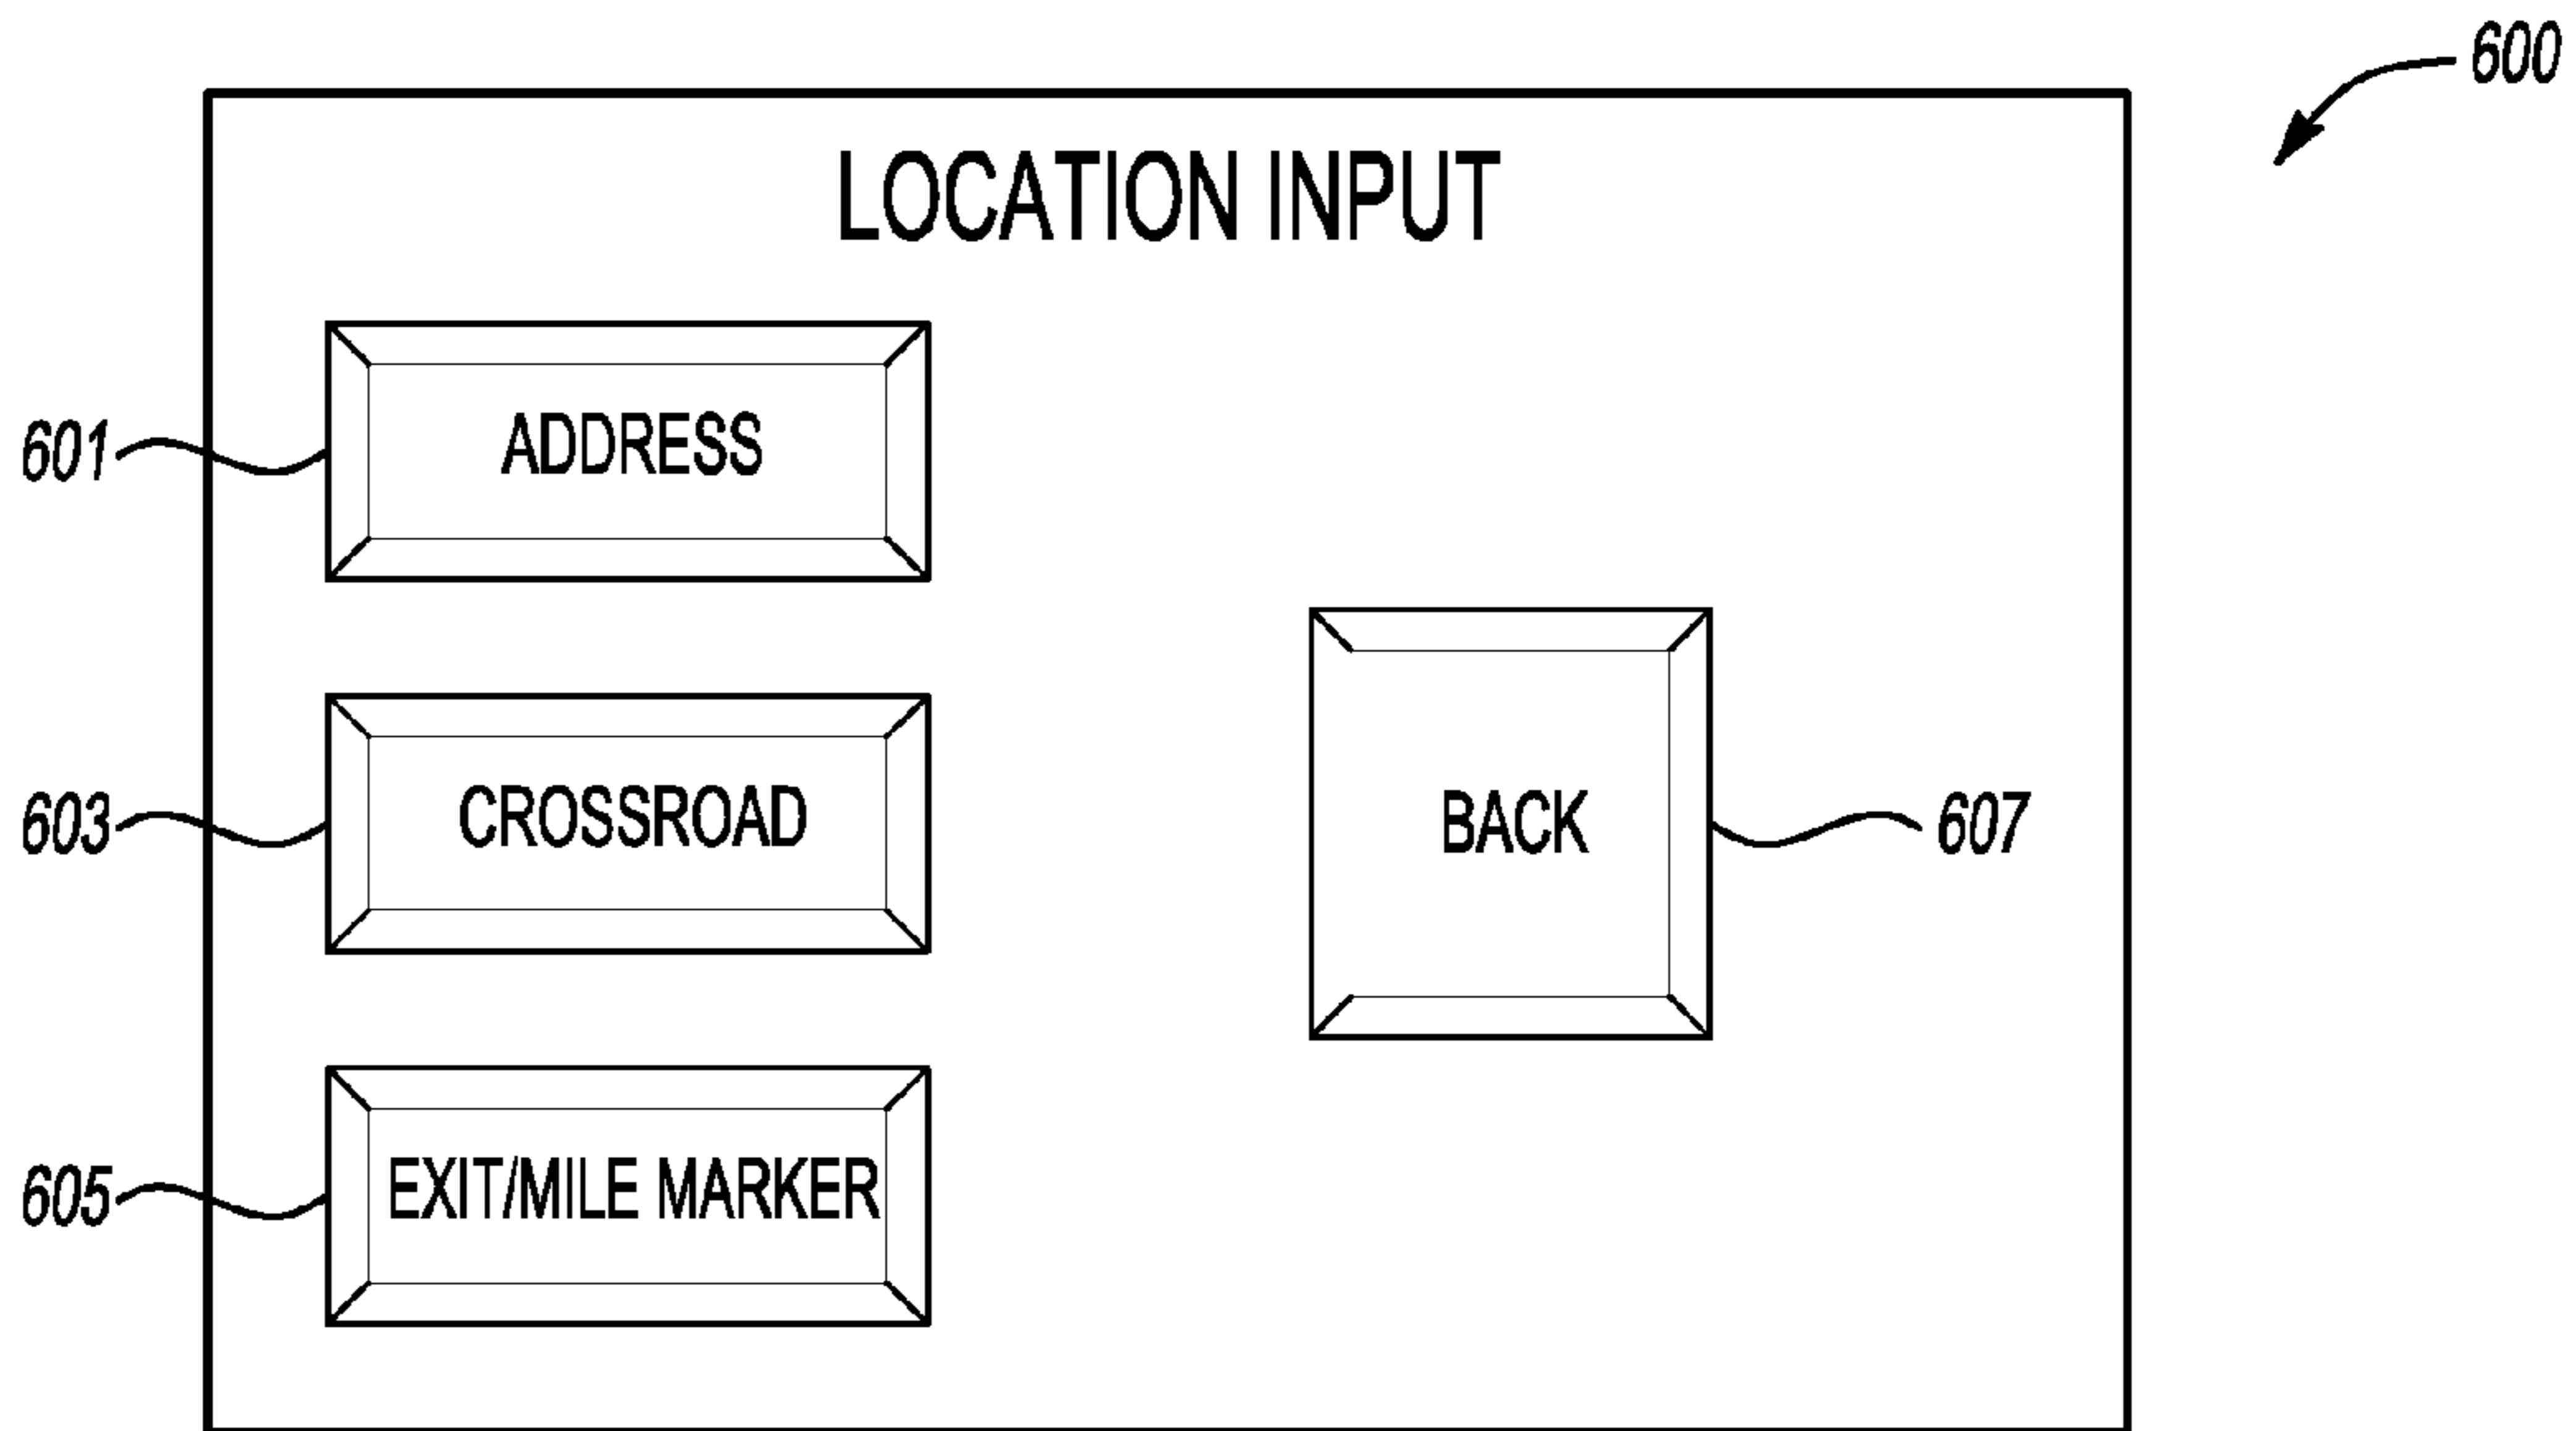 600
LOCATION INPUT
601
ADDRESS
603
CROSSROAD
BACK
607
605
EXIT/MILE MARKER